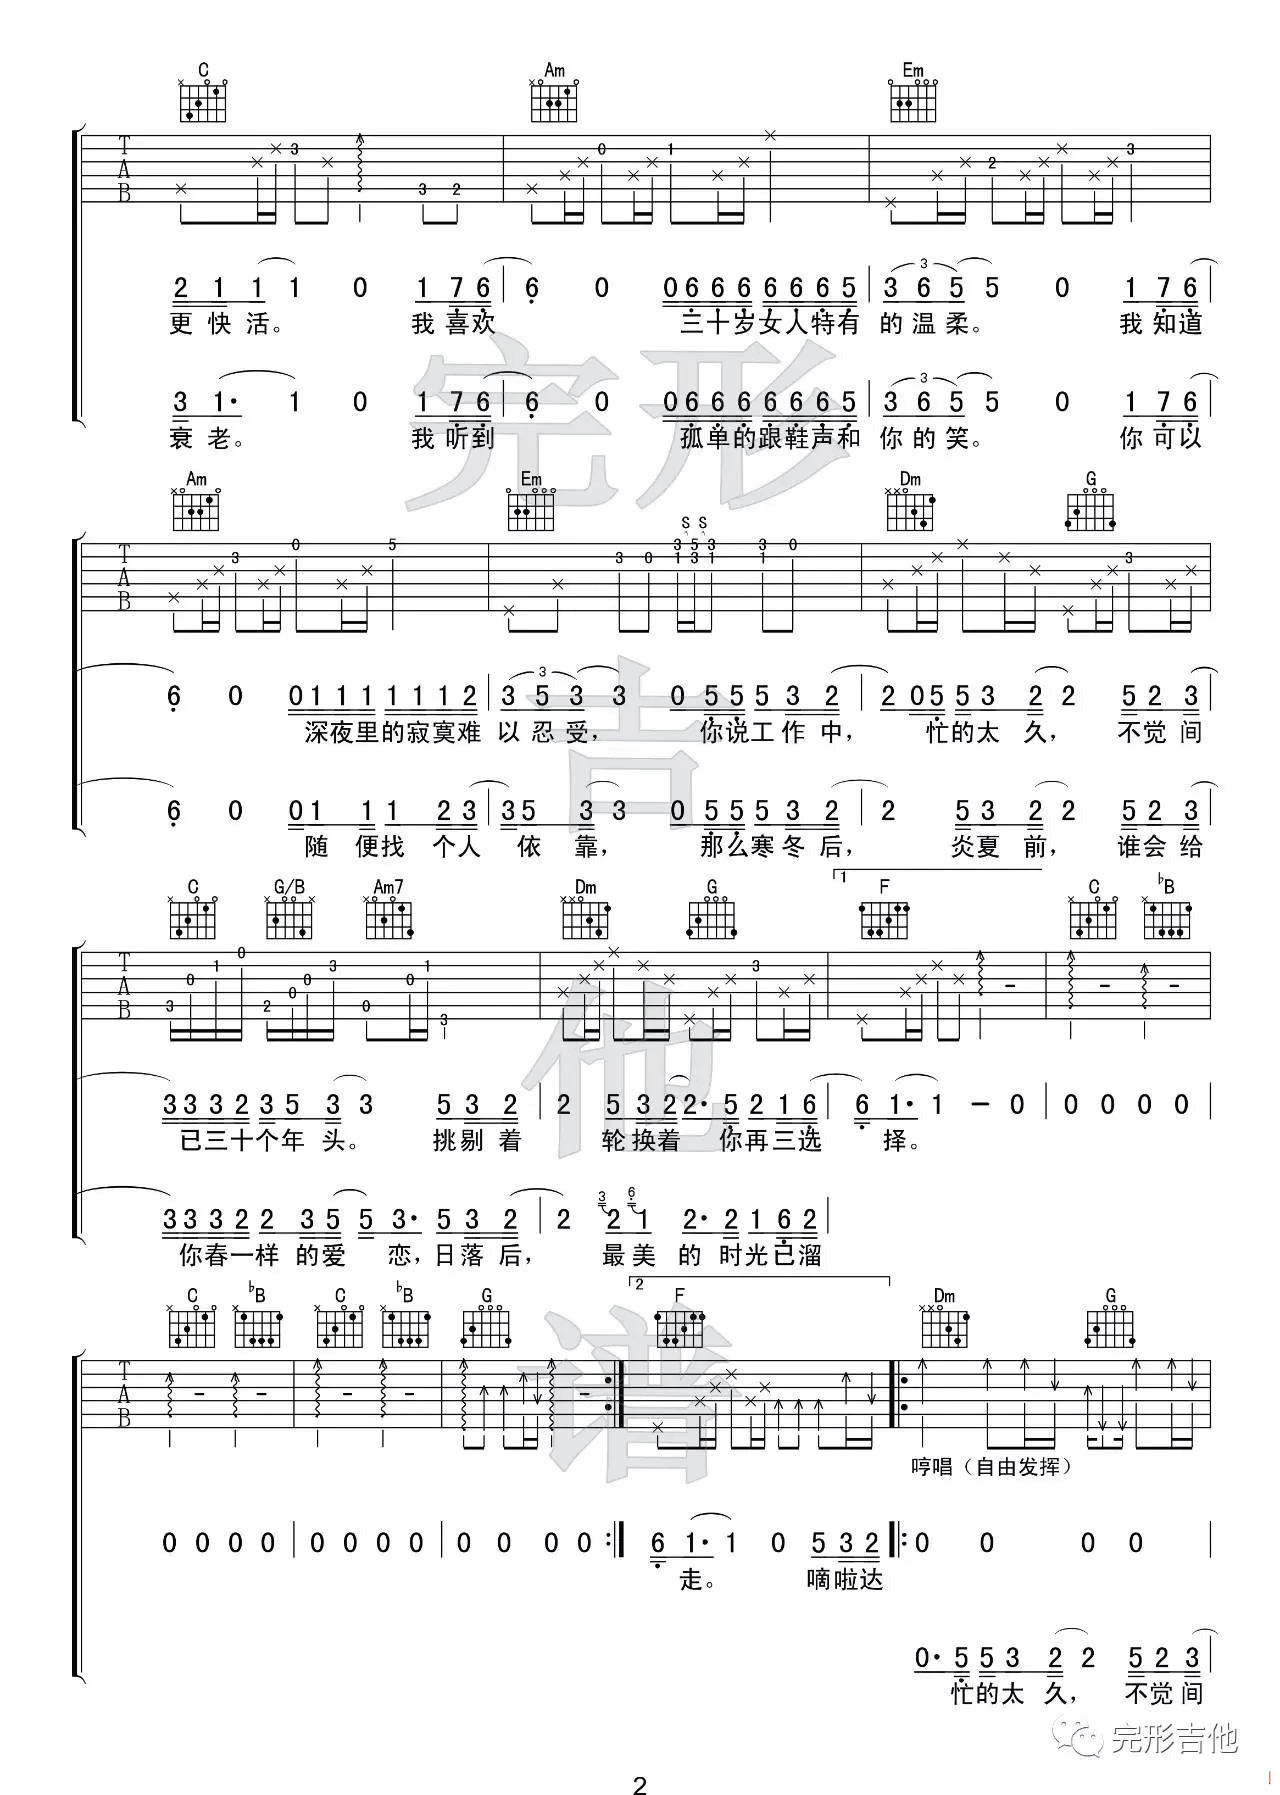 C Am Em
3 3 2 0 1 2 3
T A B
2 1 1 1 0 1 7 6 6 0 0 6 6 6 6 6 6 5 3 6 5 5 0 1 7 6
更快活。 我喜欢 三十岁女人特有 的温柔。 我知道
3 1· 1 0 1 7 6 6 0 0 6 6 6 6 6 6 5 3 6 5 5 0 1 7 6
衰老。 我听到 孤单的跟鞋声和 你的笑。 你可以
Am Em Dm G
S S
T A B
6 0 0 1 1 1 1 1 1 2 3 5 3 3 0 5 5 5 3 2 2 0 5 5 3 2 2 5 2 3
深夜里的寂寞难 以忍受， 你说工作中， 忙的太久， 不觉间
6 0 0 1 1 1 2 3 3 5 3 3 0 5 5 5 3 2 2 5 5 3 2 2 5 2 3
随便找个人 依靠， 那么寒冬后， 炎夏前， 谁会给
C G/B Am7 Dm G 1 F C ♭B
T A B
3 3 3 2 3 5 3 3 5 3 2 2 5 3 2 2· 5 2 1 6 6 1· 1 - 0 0 0 0 0
已三十个年头。 挑剔着 轮换着 你再三选 择。
3 3 3 2 2 3 5 5 3· 5 3 2 2 3 2 6 1 2· 2 1 6 2
你春一样的爱 恋，日落后， 最美的时光已溜
C ♭B C ♭B G 2 F Dm G
T A B
哼唱（自由发挥）
0 0 0 0 0 0 0 0 0 0 0 0 6 1· 1 0 5 3 2 0 0 0 0
走。 嘀啦达
0· 5 5 3 2 2 5 2 3
忙的太久， 不觉间
完形吉他谱
完形吉他
2